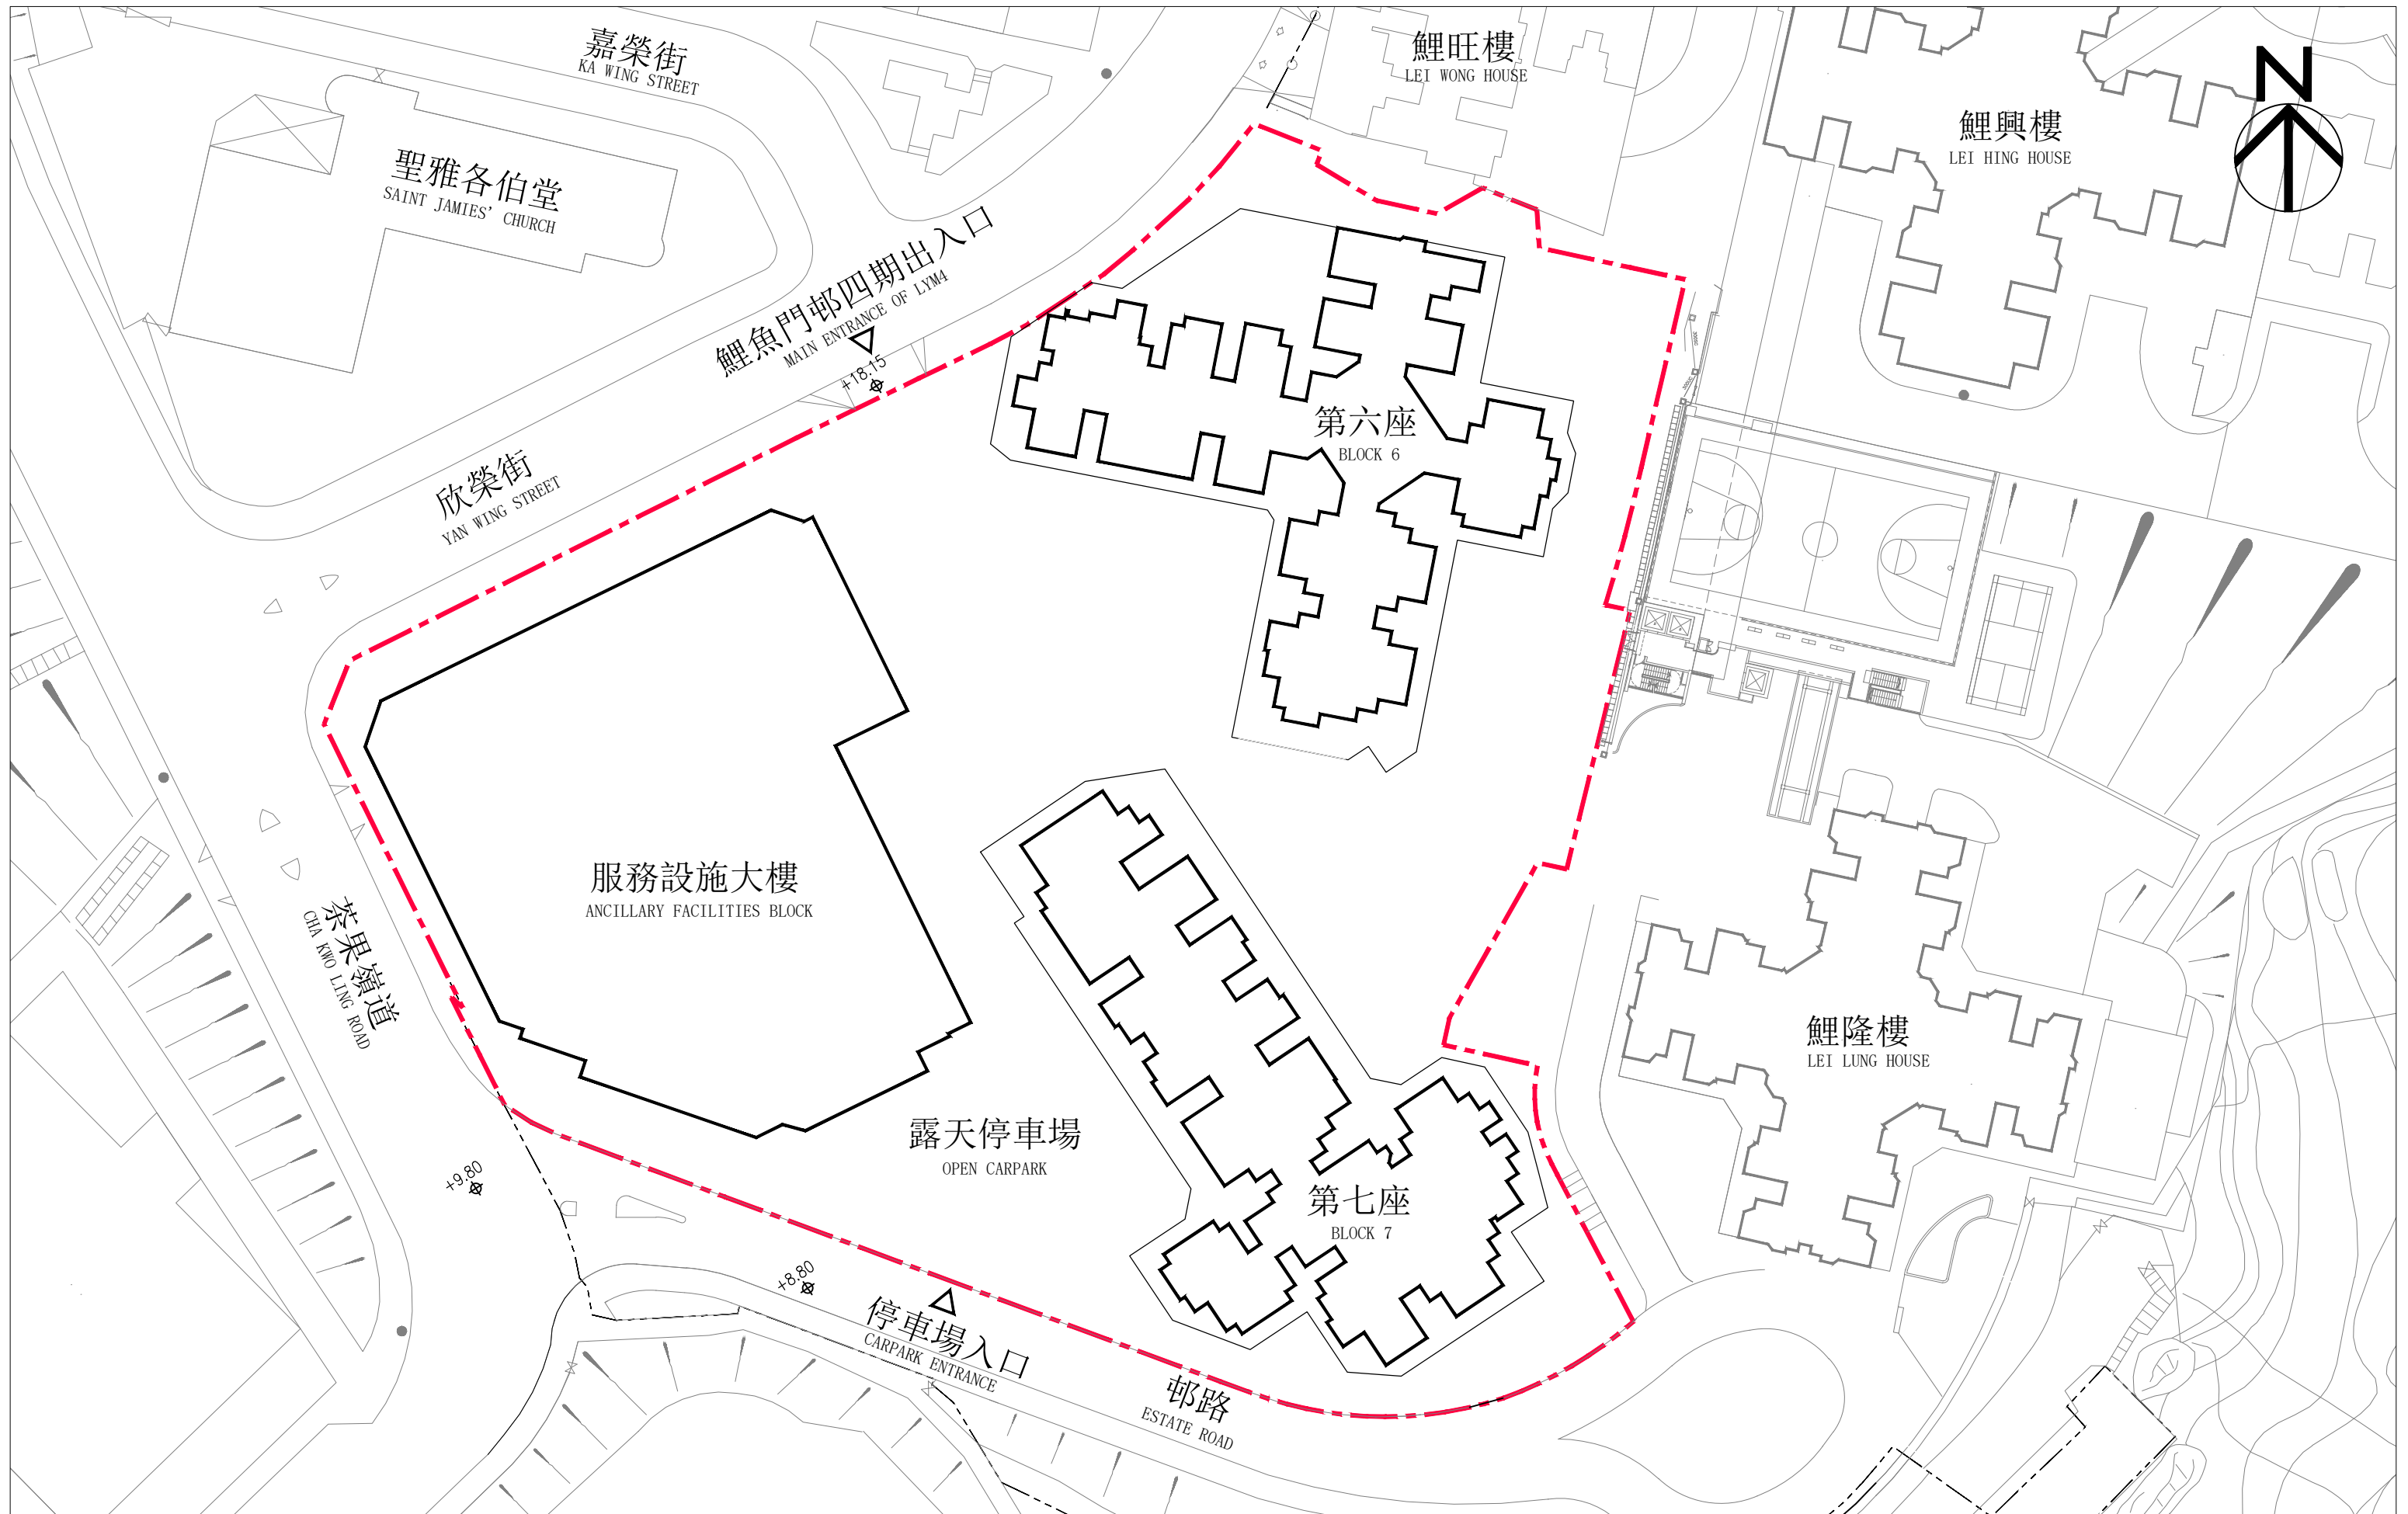 嘉榮街
KA WING STREET
鯉旺樓
LEI WONG HOUSE
N
鯉興樓
LEI HING HOUSE
聖雅各伯堂
SAINT JAMIES' CHURCH
鯉魚門邨四期出入口
MAIN ENTRANCE OF LYM4
+18.15
第六座
BLOCK 6
欣榮街
YAN WING STREET
服務設施大樓
ANCILLARY FACILITIES BLOCK
茶果嶺道
CHA KWO LING ROAD
鯉隆樓
LEI LUNG HOUSE
露天停車場
OPEN CARPARK
第七座
BLOCK 7
+9.80
+8.80
停車場入口
CARPARK ENTRANCE
邨路
ESTATE ROAD